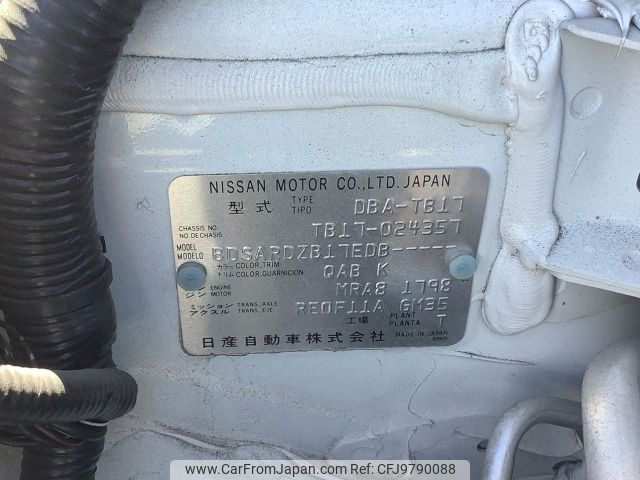 NISSAN MOTOR CO.,LTD.JAPAN
型式 TYPE TIPO DBA-TB17
CHASSIS NO. NO.DECHASIS. TB17-024357
MODEL MODELO BDSARDZB17EDB-----
カラー COLOR,TRIM トリム COLOR,GUARNICION QAB K
エンジン ENGINE MOTOR MRA8 1798
ミッション TRANS.,AXLE アクスル TRANS.,EJE RE0F11A GM35
工場 PLANT PLANTA T
日産自動車株式会社 MADE IN JAPAN
www.CarFromJapan.com | CFJ ID: CFJ9790088